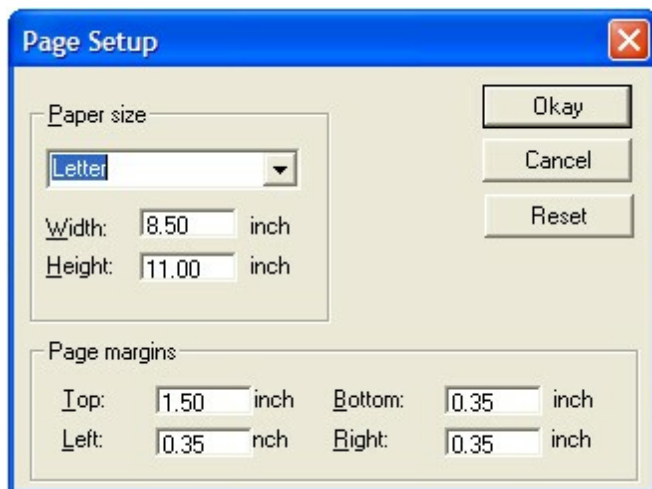 Page Setup
Paper size
Okay
Letter
Cancel
Width: 8.50 inch
Reset
Height: 11.00 inch
Page margins
Top: 1.50 inch Bottom: 0.35 inch
Left: 0.35 nch Right: 0.35 inch